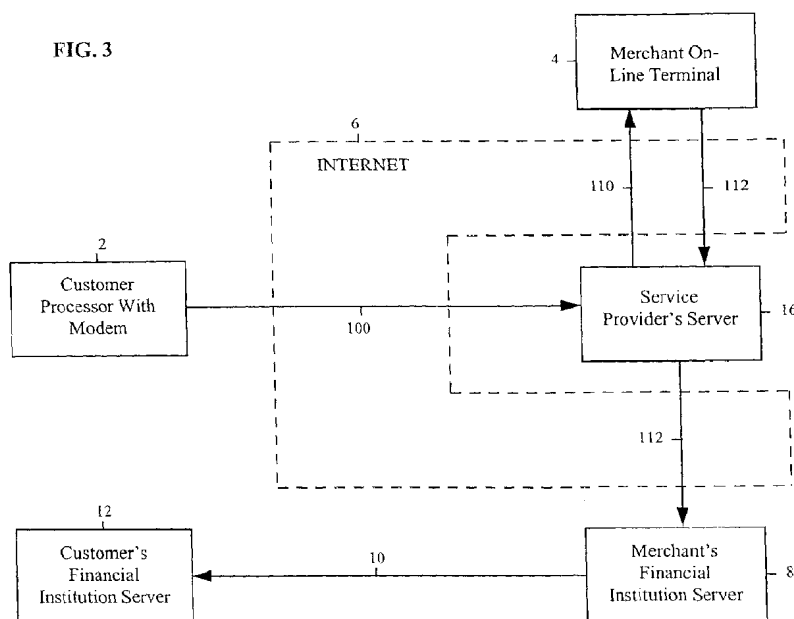 FIG. 3
4
Merchant On-
Line Terminal
6
INTERNET
110
112
2
Customer
Processor With
Modem
100
Service
Provider's Server
16
112
12
Customer's
Financial
Institution Server
10
Merchant's
Financial
Institution Server
8